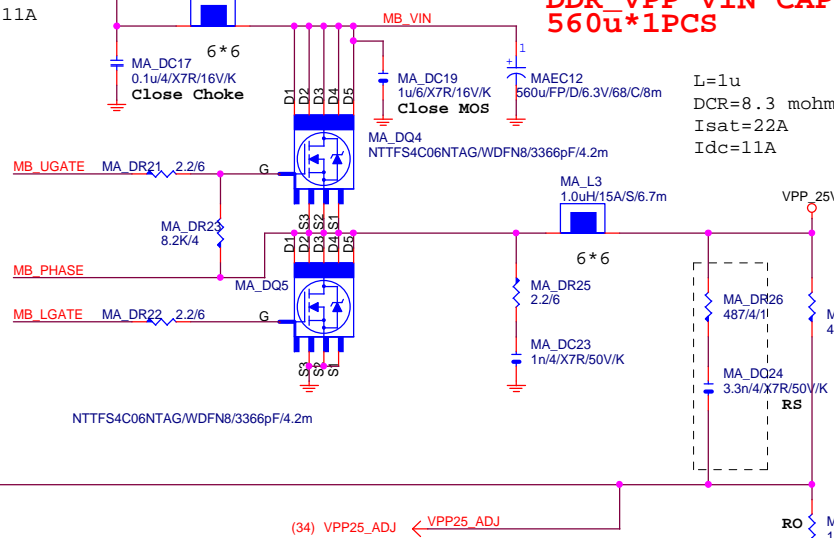 11A
MB_VIN
DDR_VPP VIN CAP
560u*1PCS
6*6
MA_DC17
0.1u/4/X7R/16V/K
Close Choke
D1
D2
D3
D4
D5
MA_DC19
1u/6/X7R/16V/K
Close MOS
1
+
MAEC12
560u/FP/D/6.3V/68/C/8m
L=1u
DCR=8.3 mohm
Isat=22A
Idc=11A
MA_DQ4
NTTFS4C06NTAG/WDFN8/3366pF/4.2m
MB_UGATE
MA_DR21
2.2/6
G
S3
S2
S1
MA_L3
1.0uH/15A/S/6.7m
6*6
VPP_25V
MA_DR23
8.2K/4
D1
D2
D3
D4
D5
MB_PHASE
MA_DQ5
MB_LGATE
MA_DR22
2.2/6
G
S3
S2
S1
MA_DR25
2.2/6
MA_DC23
1n/4/X7R/50V/K
MA_DR26
487/4/1
M
4
MA_DC24
3.3n/4/X7R/50V/K
RS
NTTFS4C06NTAG/WDFN8/3366pF/4.2m
(34) VPP25_ADJ
VPP25_ADJ
RO
M
1